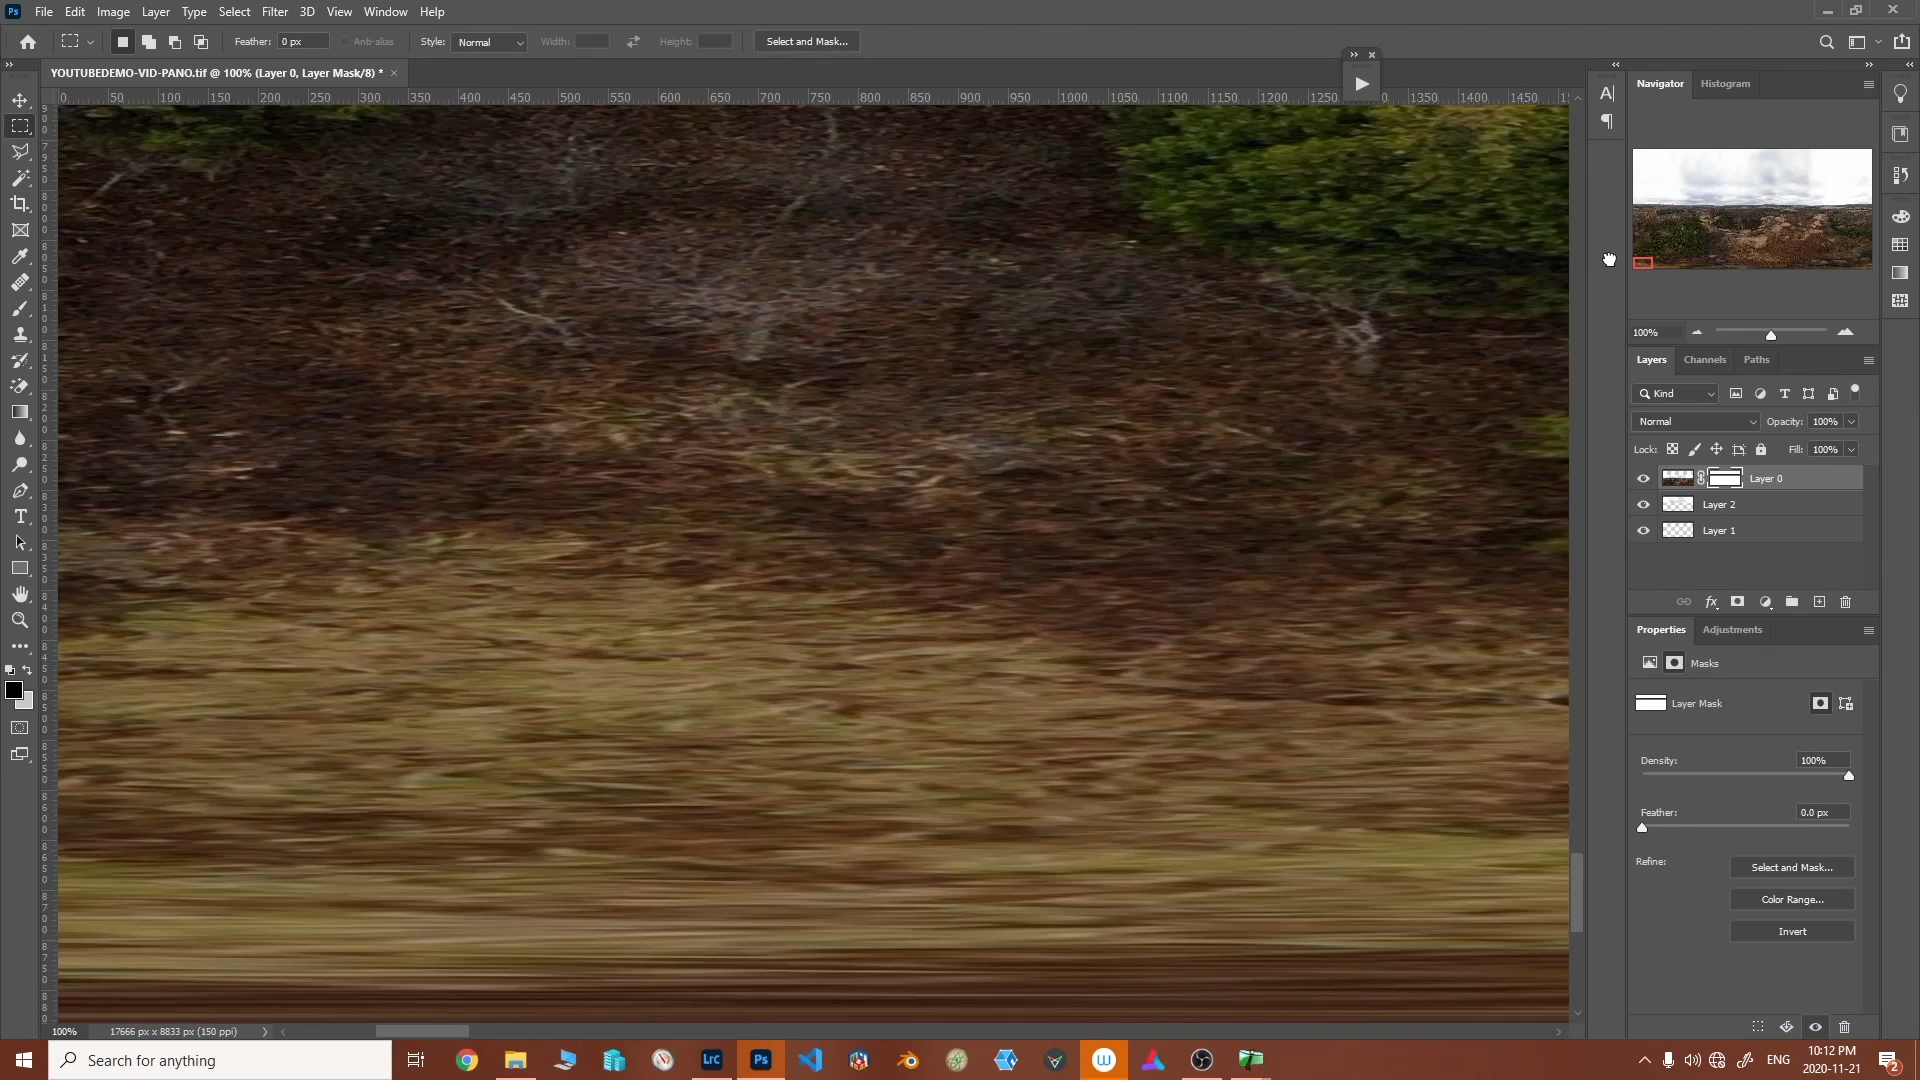 Ps File Edit Image Layer Type Select Filter 3D View Window Help
Feather: 0 px Anti-alias Style: Normal Width: Height: Select and Mask...
YOUTUBEDEMO-VID-PANO.tif @ 100% (Layer 0, Layer Mask/8) * ×
0 50 100 150 200 250 300 350 400 450 500 550 600 650 700 750 800 850 900 950 1000 1050 1100 1150 1200 1250 1350 1400 1450
Navigator Histogram
100%
Layers Channels Paths
Kind
Normal Opacity: 100%
Lock: Fill: 100%
Layer 0
Layer 2
Layer 1
fx
Properties Adjustments
Masks
Layer Mask
Density: 100%
Feather: 0.0 px
Refine: Select and Mask...
Color Range...
Invert
100% 17666 px x 8833 px (150 ppi)
Search for anything
Lrc Ps
ENG
10:12 PM
2020-11-21
2